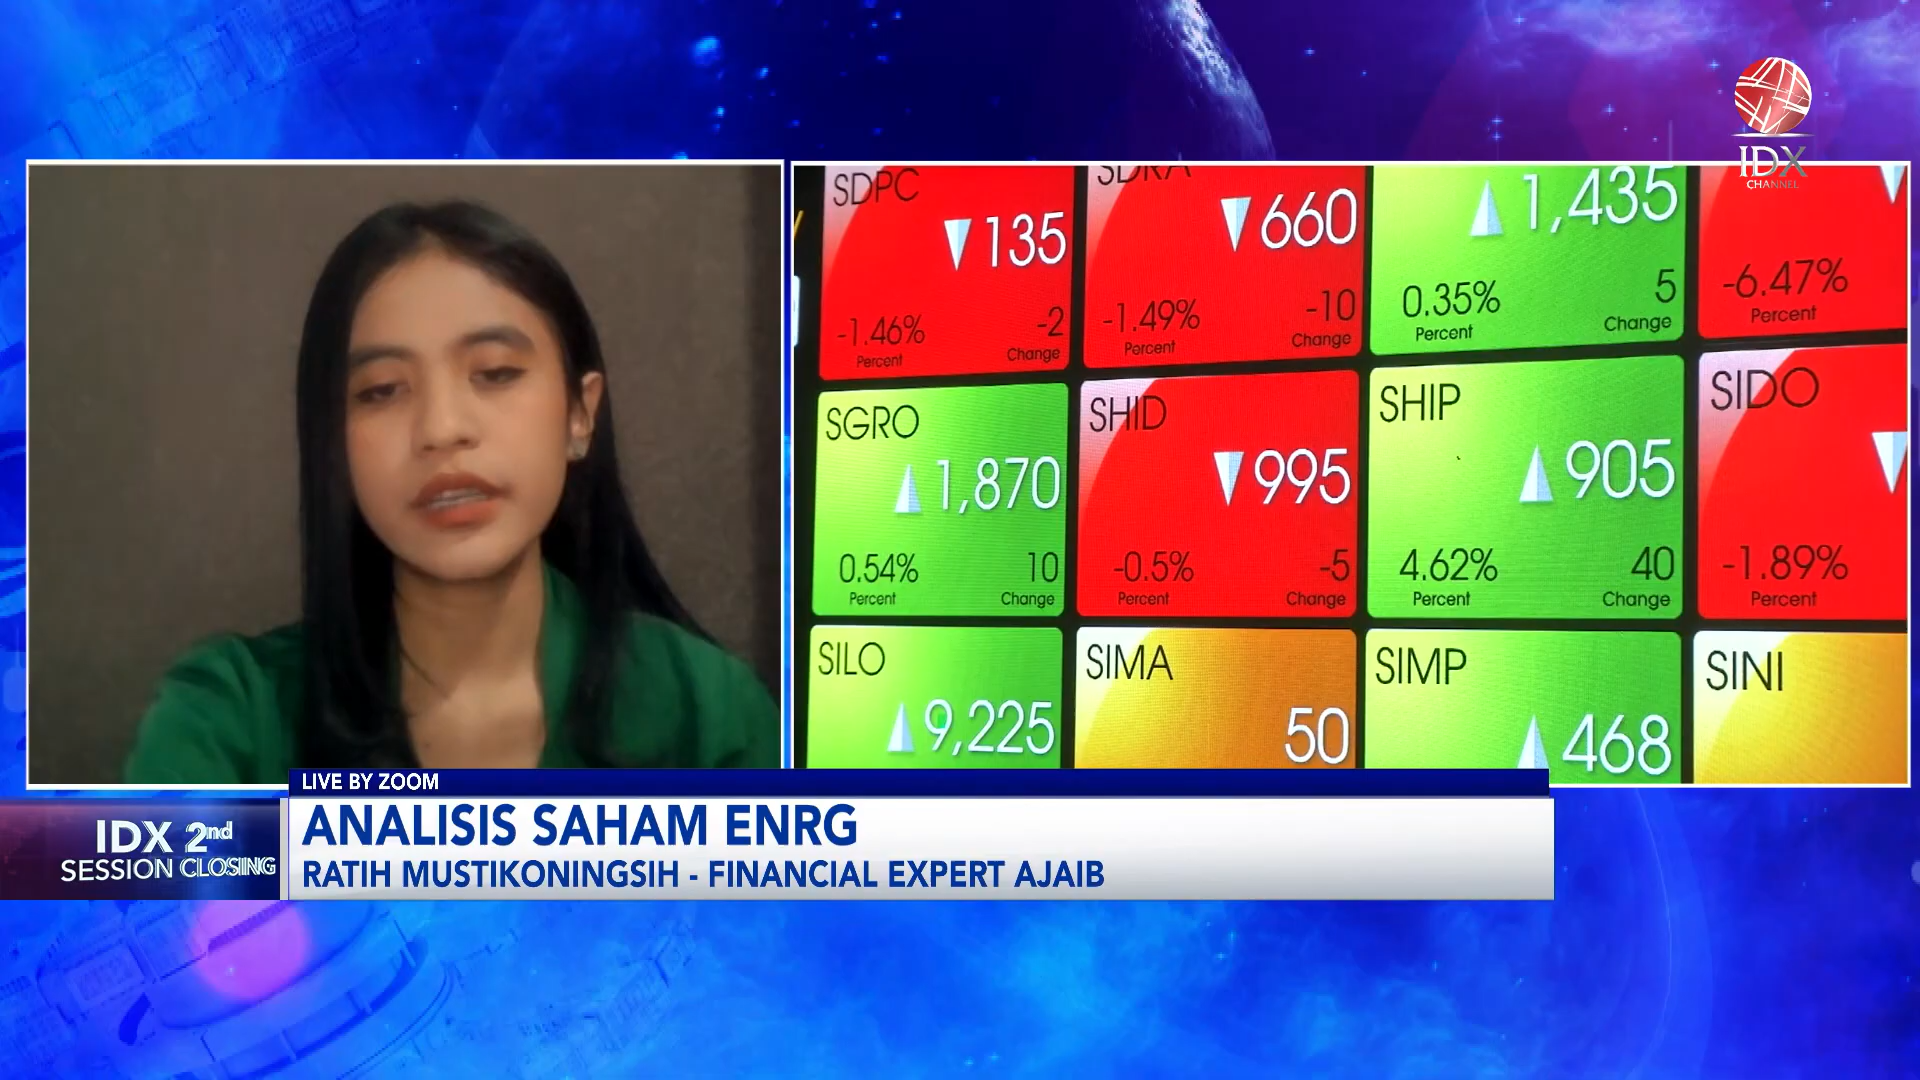 IDX
CHANNEL
SDPC
135
-1.46%
-2
Percent
Change
SDRA
660
-1.49%
-10
Percent
Change
1,435
0.35%
5
Percent
Change
-6.47%
Percent
SGRO
1,870
0.54%
10
Percent
Change
SHID
995
-0.5%
-5
Percent
Change
SHIP
905
4.62%
40
Percent
Change
SIDO
-1.89%
Percent
SILO
9,225
SIMA
50
SIMP
468
SINI
LIVE BY ZOOM
IDX 2nd
SESSION CLOSING
ANALISIS SAHAM ENRG
RATIH MUSTIKONINGSIH - FINANCIAL EXPERT AJAIB